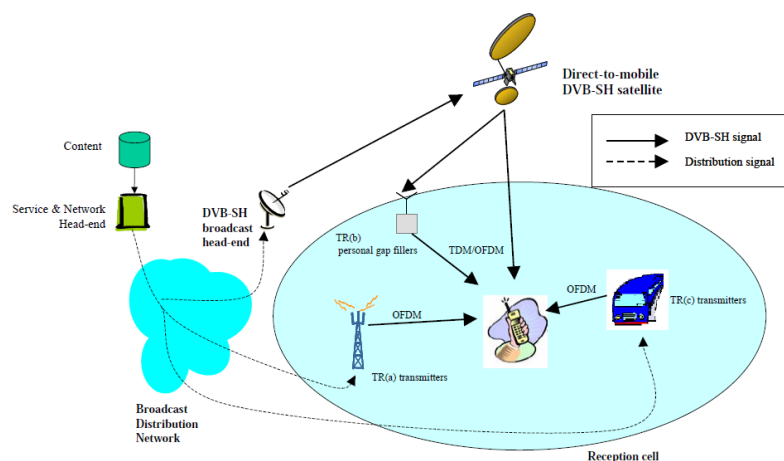 Direct-to-mobile
DVB-SH satellite
DVB-SH signal
Distribution signal
Content
Service & Network
Head-end
DVB-SH
broadcast
head-end
TR(b)
personal gap fillers
TDM/OFDM
OFDM
TR(c) transmitters
OFDM
TR(a) transmitters
Broadcast
Distribution
Network
Reception cell